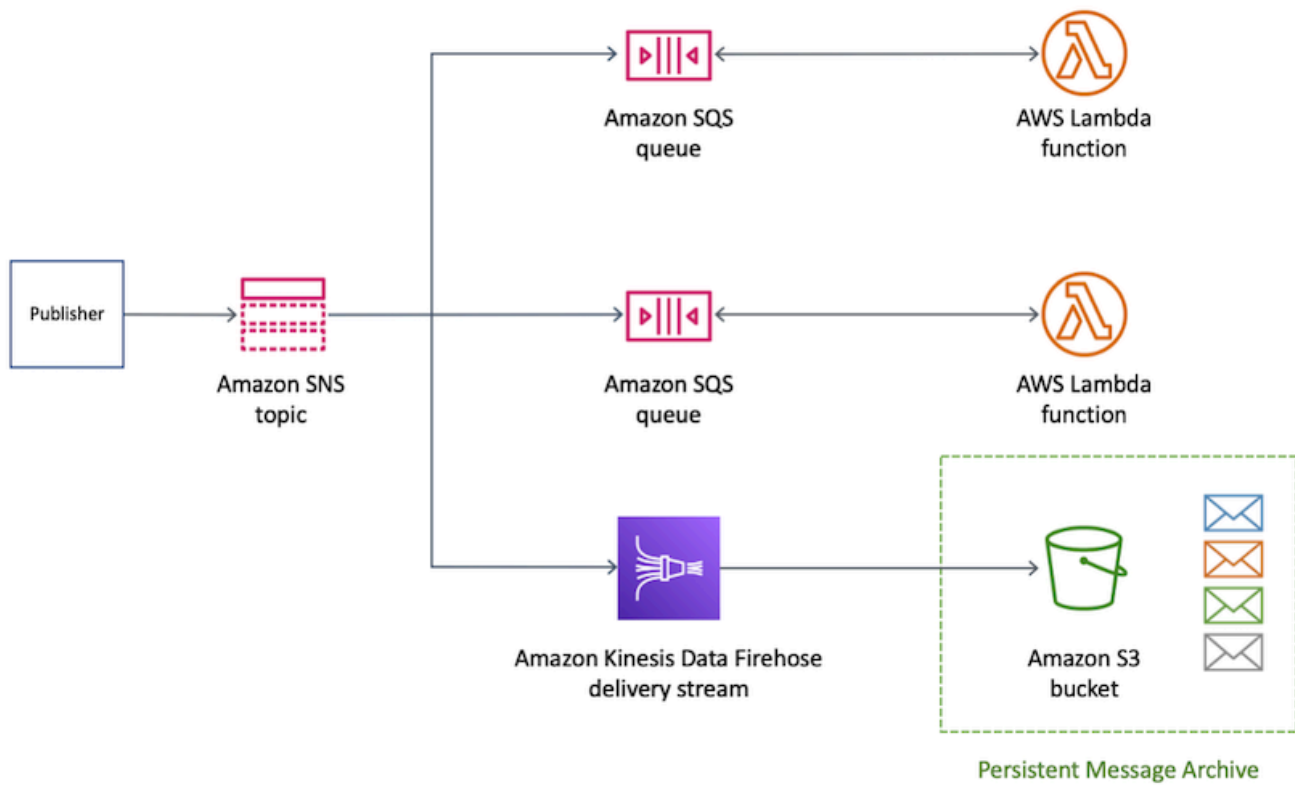 Amazon SQS
queue
AWS Lambda
function
Publisher
Amazon SNS
topic
Amazon SQS
queue
AWS Lambda
function
Amazon Kinesis Data Firehose
delivery stream
Amazon S3
bucket
Persistent Message Archive